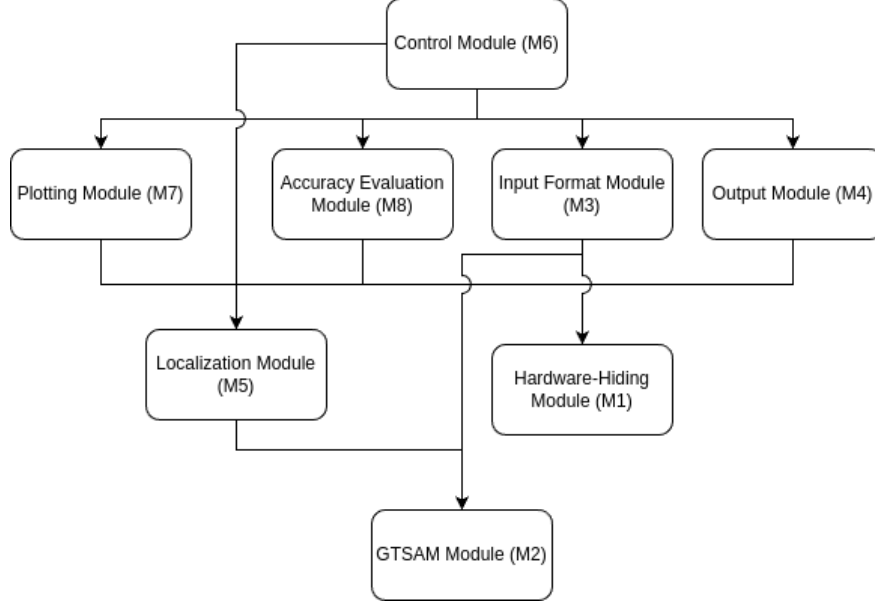 Control Module (M6)
Plotting Module (M7)
Accuracy Evaluation
Module (M8)
Input Format Module
(M3)
Output Module (M4)
Localization Module
(M5)
Hardware-Hiding
Module (M1)
GTSAM Module (M2)